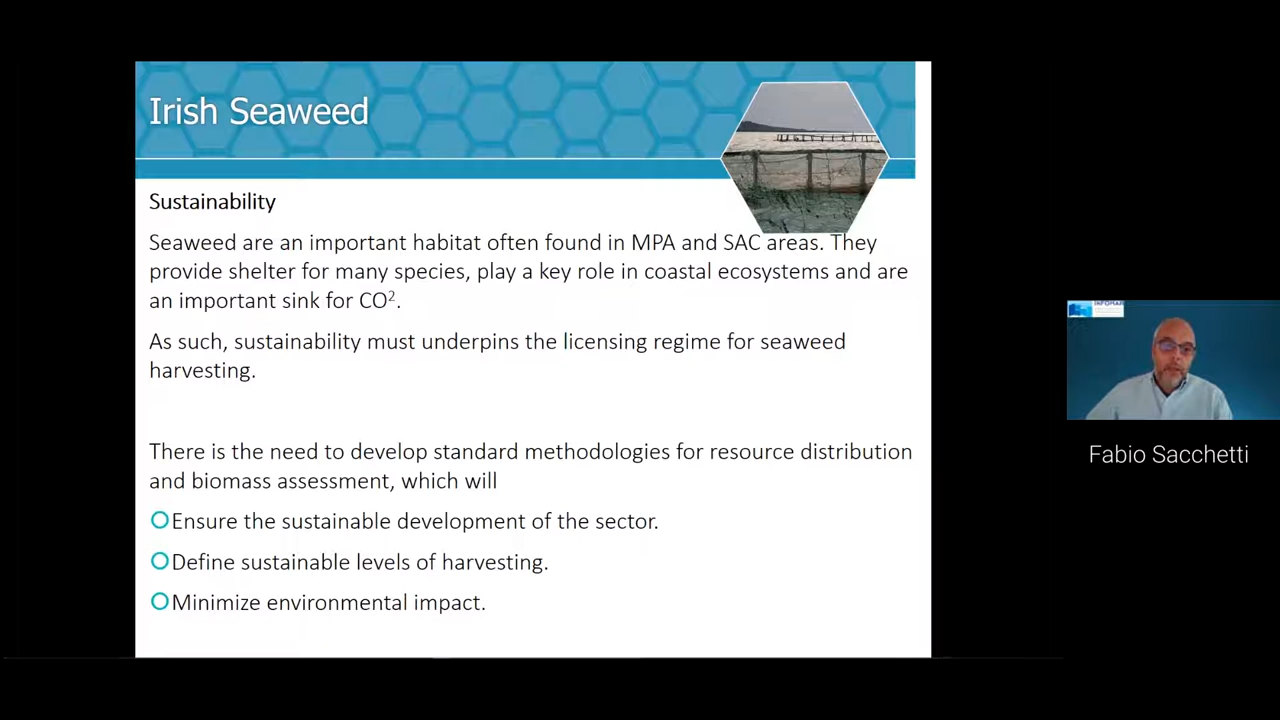 Irish Seaweed
Sustainability
Seaweed are an important habitat often found in MPA and SAC areas. They
provide shelter for many species, play a key role in coastal ecosystems and are
an important sink for CO².
As such, sustainability must underpins the licensing regime for seaweed
harvesting.
There is the need to develop standard methodologies for resource distribution
and biomass assessment, which will
Ensure the sustainable development of the sector.
Define sustainable levels of harvesting.
Minimize environmental impact.
Fabio Sacchetti